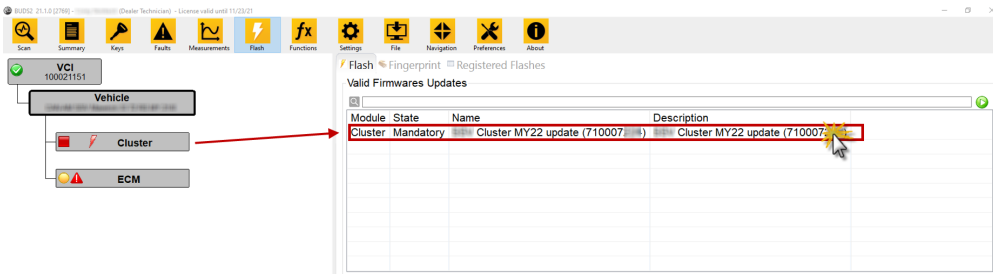 BUDS2 21.1.0 [2769] - (Dealer Technician) - License valid until 11/23/21
Scan Summary Keys Faults Measurements Flash Functions Settings File Navigation Preferences About
VCI
100021151
Vehicle
Cluster
ECM
Flash Fingerprint Registered Flashes
Valid Firmwares Updates
Module State Name Description
Cluster Mandatory Cluster MY22 update (710007 ) Cluster MY22 update (710007